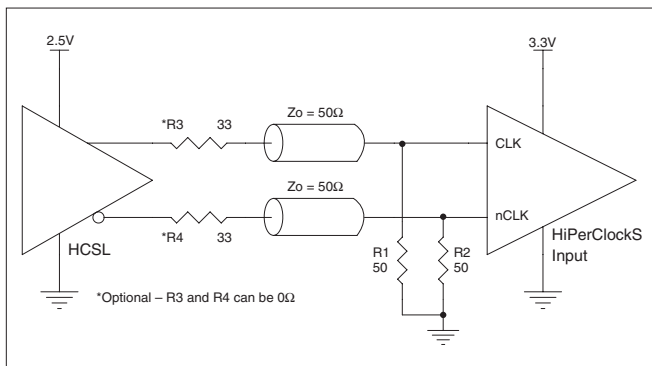 2.5V
3.3V
*R3 33
Zo = 50Ω
CLK
Zo = 50Ω
nCLK
HCSL
*R4 33
R1
50
R2
50
HiPerClockS
Input
*Optional – R3 and R4 can be 0Ω